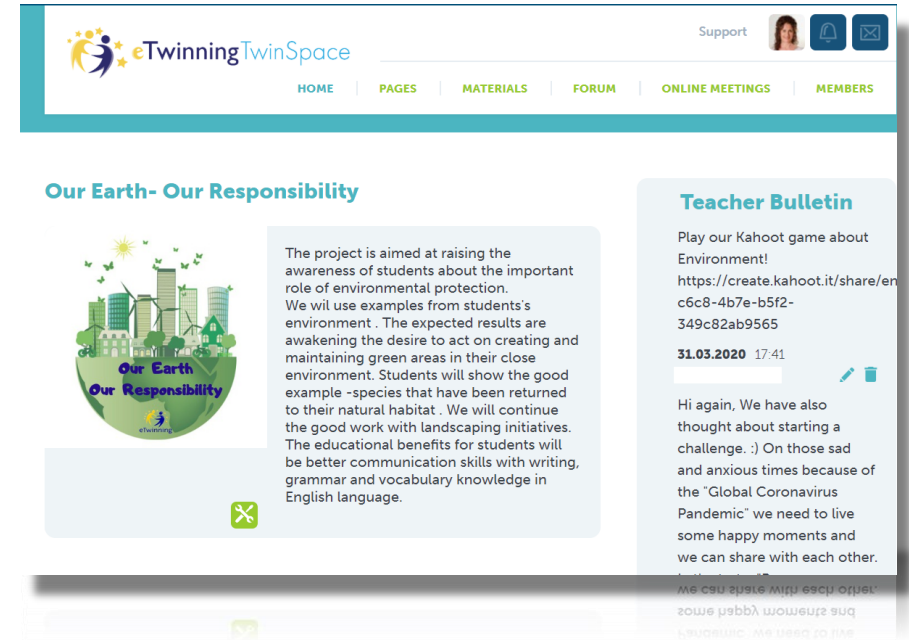 eTwinning TwinSpace
Support
HOME
PAGES
MATERIALS
FORUM
ONLINE MEETINGS
MEMBERS
Our Earth- Our Responsibility
Our Earth
Our Responsibility
eTwinning
The project is aimed at raising the
awareness of students about the important
role of environmental protection.
We wil use examples from students's
environment . The expected results are
awakening the desire to act on creating and
maintaining green areas in their close
environment. Students will show the good
example -species that have been returned
to their natural habitat . We will continue
the good work with landscaping initiatives.
The educational benefits for students will
be better communication skills with writing,
grammar and vocabulary knowledge in
English language.
Teacher Bulletin
Play our Kahoot game about
Environment!
https://create.kahoot.it/share/en
c6c8-4b7e-b5f2-
349c82ab9565
31.03.2020 17:41
Hi again, We have also
thought about starting a
challenge. :) On those sad
and anxious times because of
the "Global Coronavirus
Pandemic" we need to live
some happy moments and
we can share with each other.